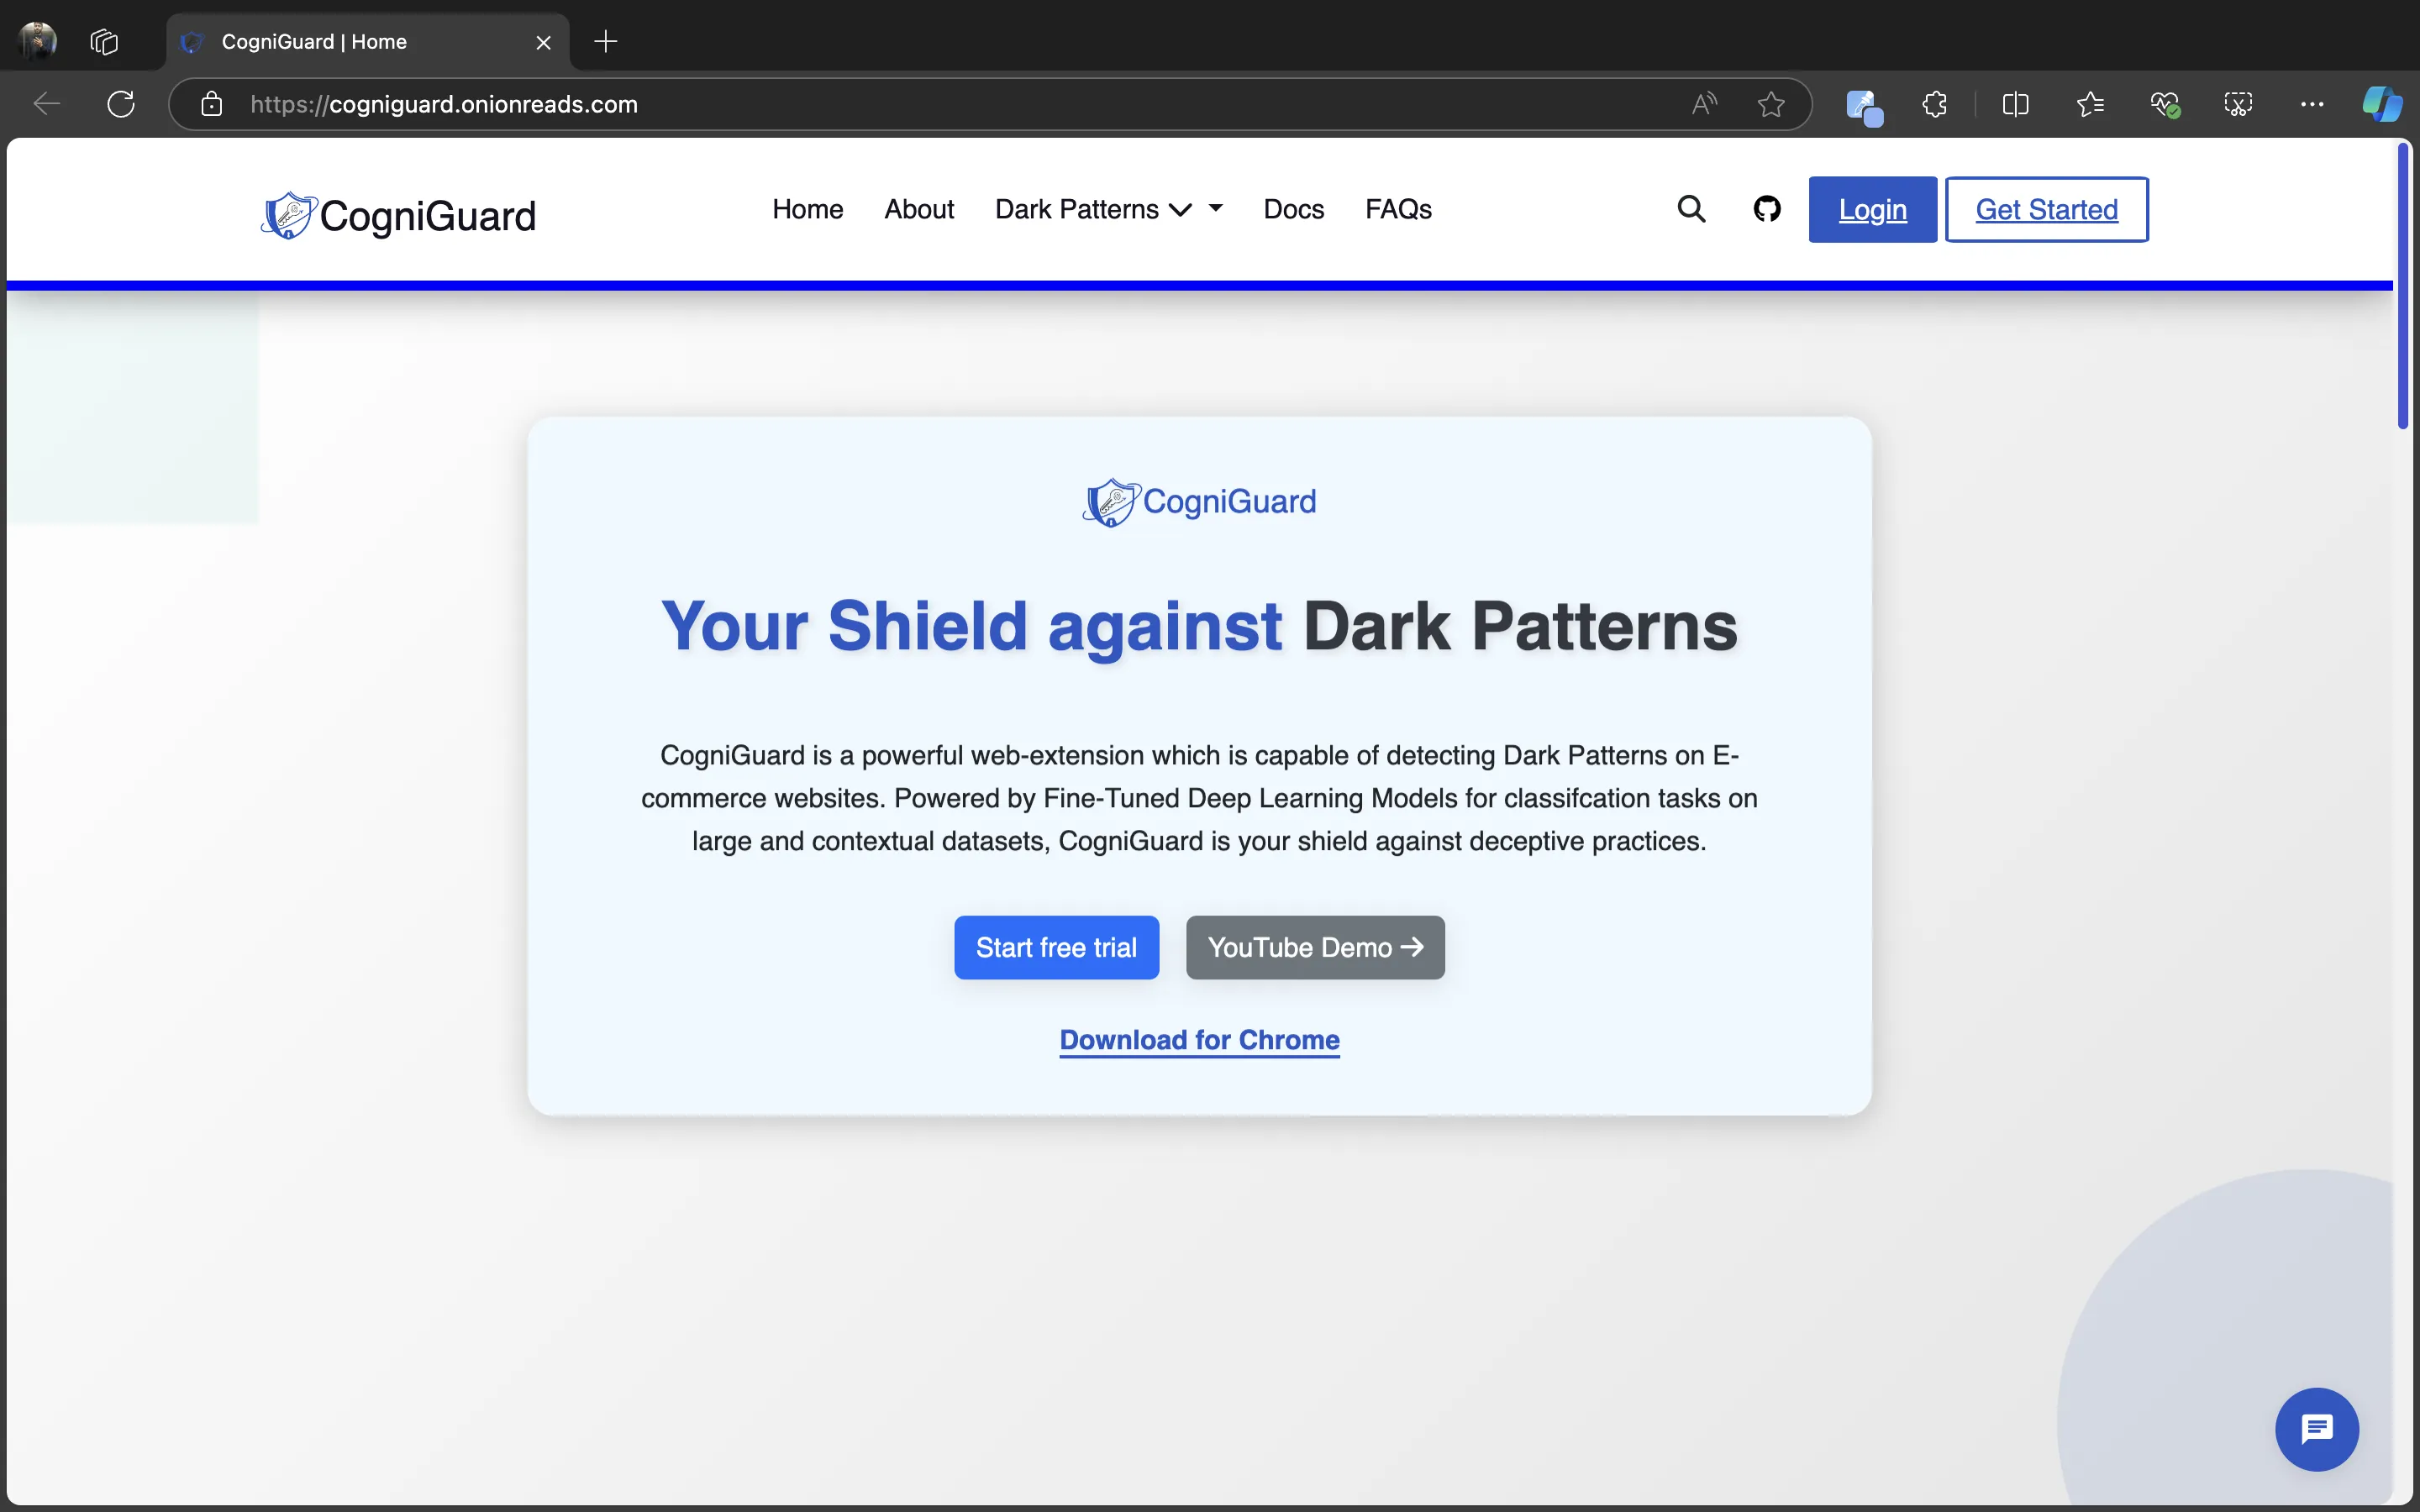 CogniGuard | Home
https://cogniguard.onionreads.com
CogniGuard
Home About Dark Patterns Docs FAQs
Login Get Started
CogniGuard
Your Shield against Dark Patterns
CogniGuard is a powerful web-extension which is capable of detecting Dark Patterns on E-
commerce websites. Powered by Fine-Tuned Deep Learning Models for classifcation tasks on
large and contextual datasets, CogniGuard is your shield against deceptive practices.
Start free trial YouTube Demo →
Download for Chrome